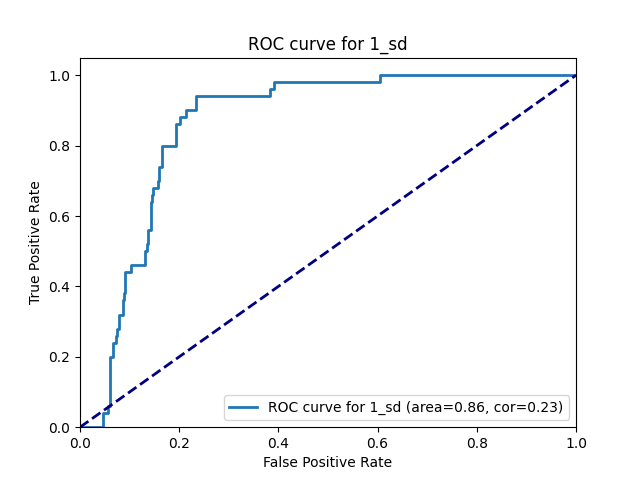 ROC curve for 1_sd
True Positive Rate
1.0
0.8
0.6
0.4
0.2
0.0
ROC curve for 1_sd (area=0.86, cor=0.23)
0.0 0.2 0.4 0.6 0.8 1.0
False Positive Rate